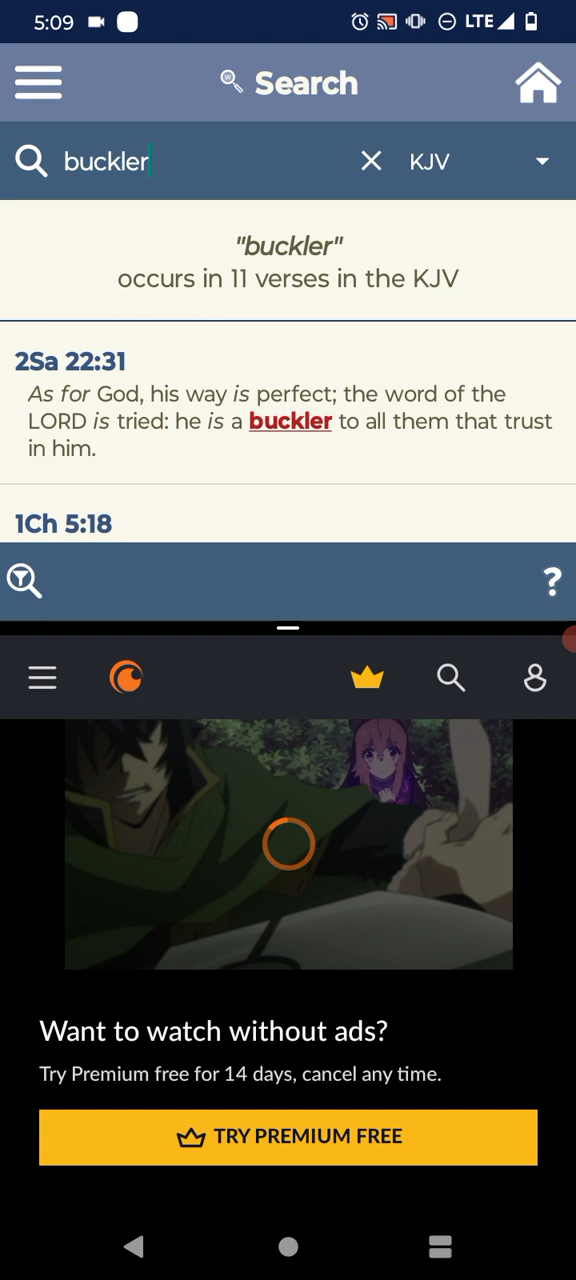 5:09
LTE
Search
buckler
KJV
"buckler"
occurs in 11 verses in the KJV
2Sa 22:31
As for God, his way is perfect; the word of the
LORD is tried: he is a buckler to all them that trust
in him.
1Ch 5:18
?
Want to watch without ads?
Try Premium free for 14 days, cancel any time.
TRY PREMIUM FREE